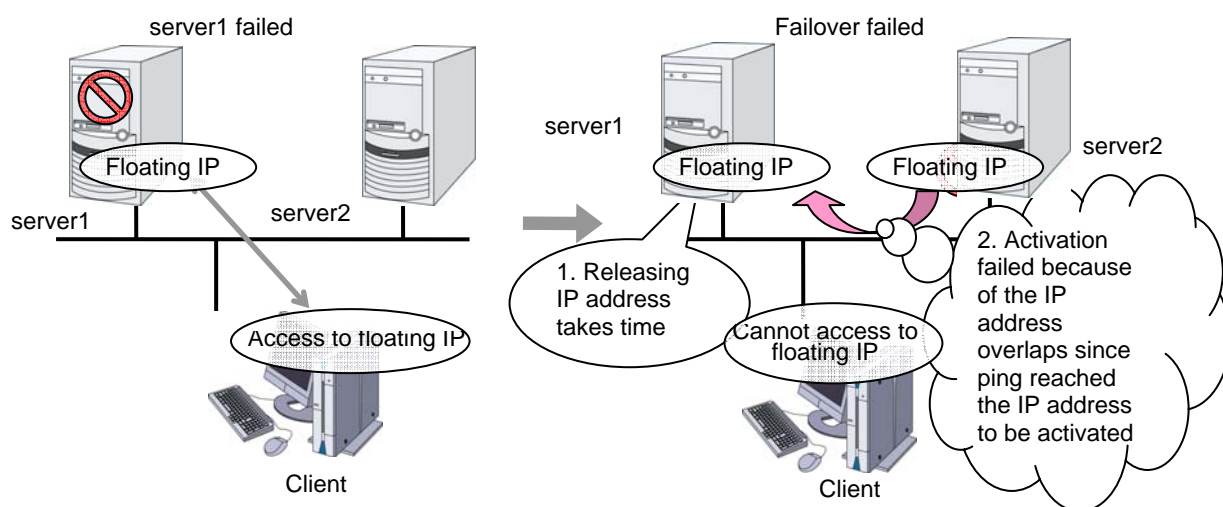 server1 failed
Floating IP
server1
server2
Access to floating IP
Client
Failover failed
server1
Floating IP
Floating IP
server2
1. Releasing
IP address
takes time
2. Activation
failed because
of the IP
address
overlaps since
ping reached
the IP address
to be activated
Cannot access to
floating IP
Client